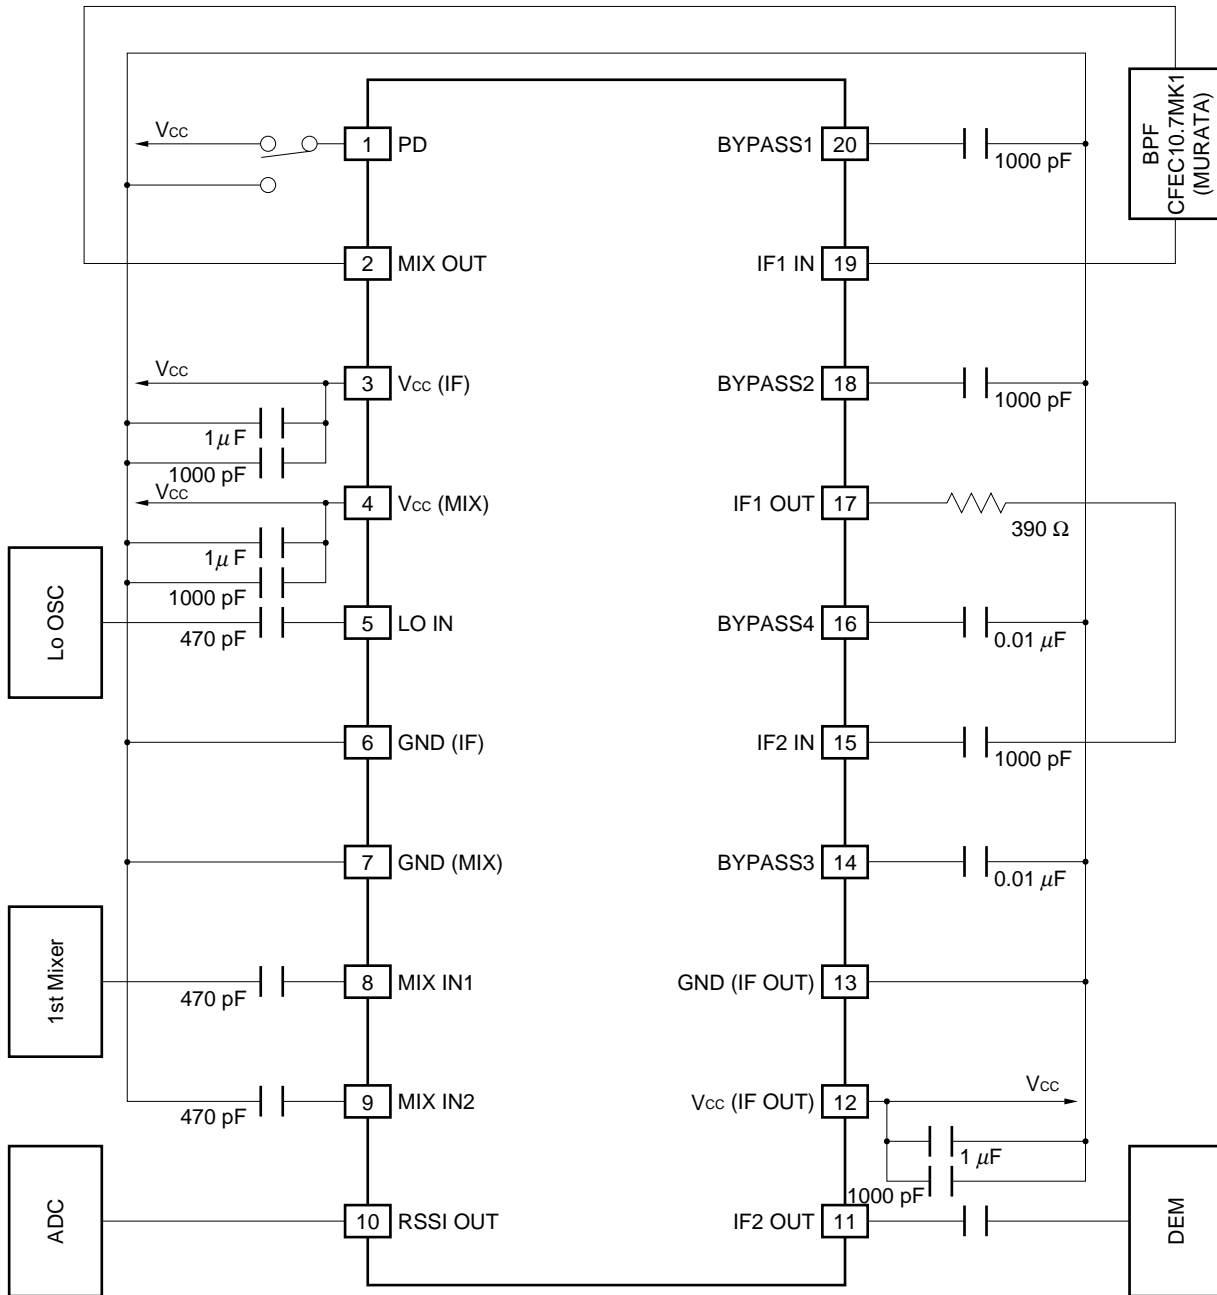 BPF
CFEC10.7MK1
(MURATA)
Vcc
1
PD
BYPASS1
20
1000 pF
2
MIX OUT
IF1 IN
19
Vcc
3
Vcc (IF)
BYPASS2
18
1000 pF
1 μF
1000 pF
Vcc
4
Vcc (MIX)
IF1 OUT
17
390 Ω
1 μF
1000 pF
Lo OSC
470 pF
5
LO IN
BYPASS4
16
0.01 μF
6
GND (IF)
IF2 IN
15
1000 pF
7
GND (MIX)
BYPASS3
14
0.01 μF
1st Mixer
470 pF
8
MIX IN1
GND (IF OUT)
13
470 pF
9
MIX IN2
Vcc (IF OUT)
12
Vcc
1 μF
1000 pF
ADC
10
RSSI OUT
IF2 OUT
11
DEM